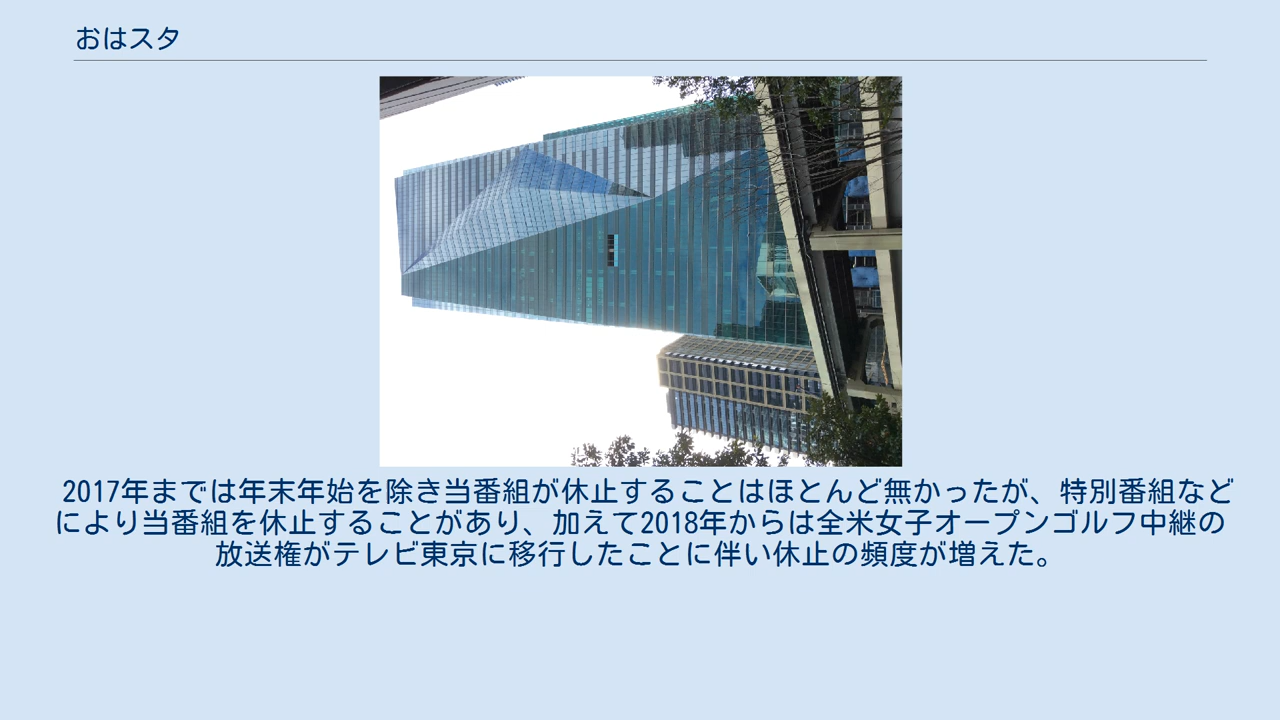 おはスタ
2017年までは年末年始を除き当番組が休止することはほとんど無かったが、特別番組など
により当番組を休止することがあり、加えて2018年からは全米女子オープンゴルフ中継の
放送権がテレビ東京に移行したことに伴い休止の頻度が増えた。